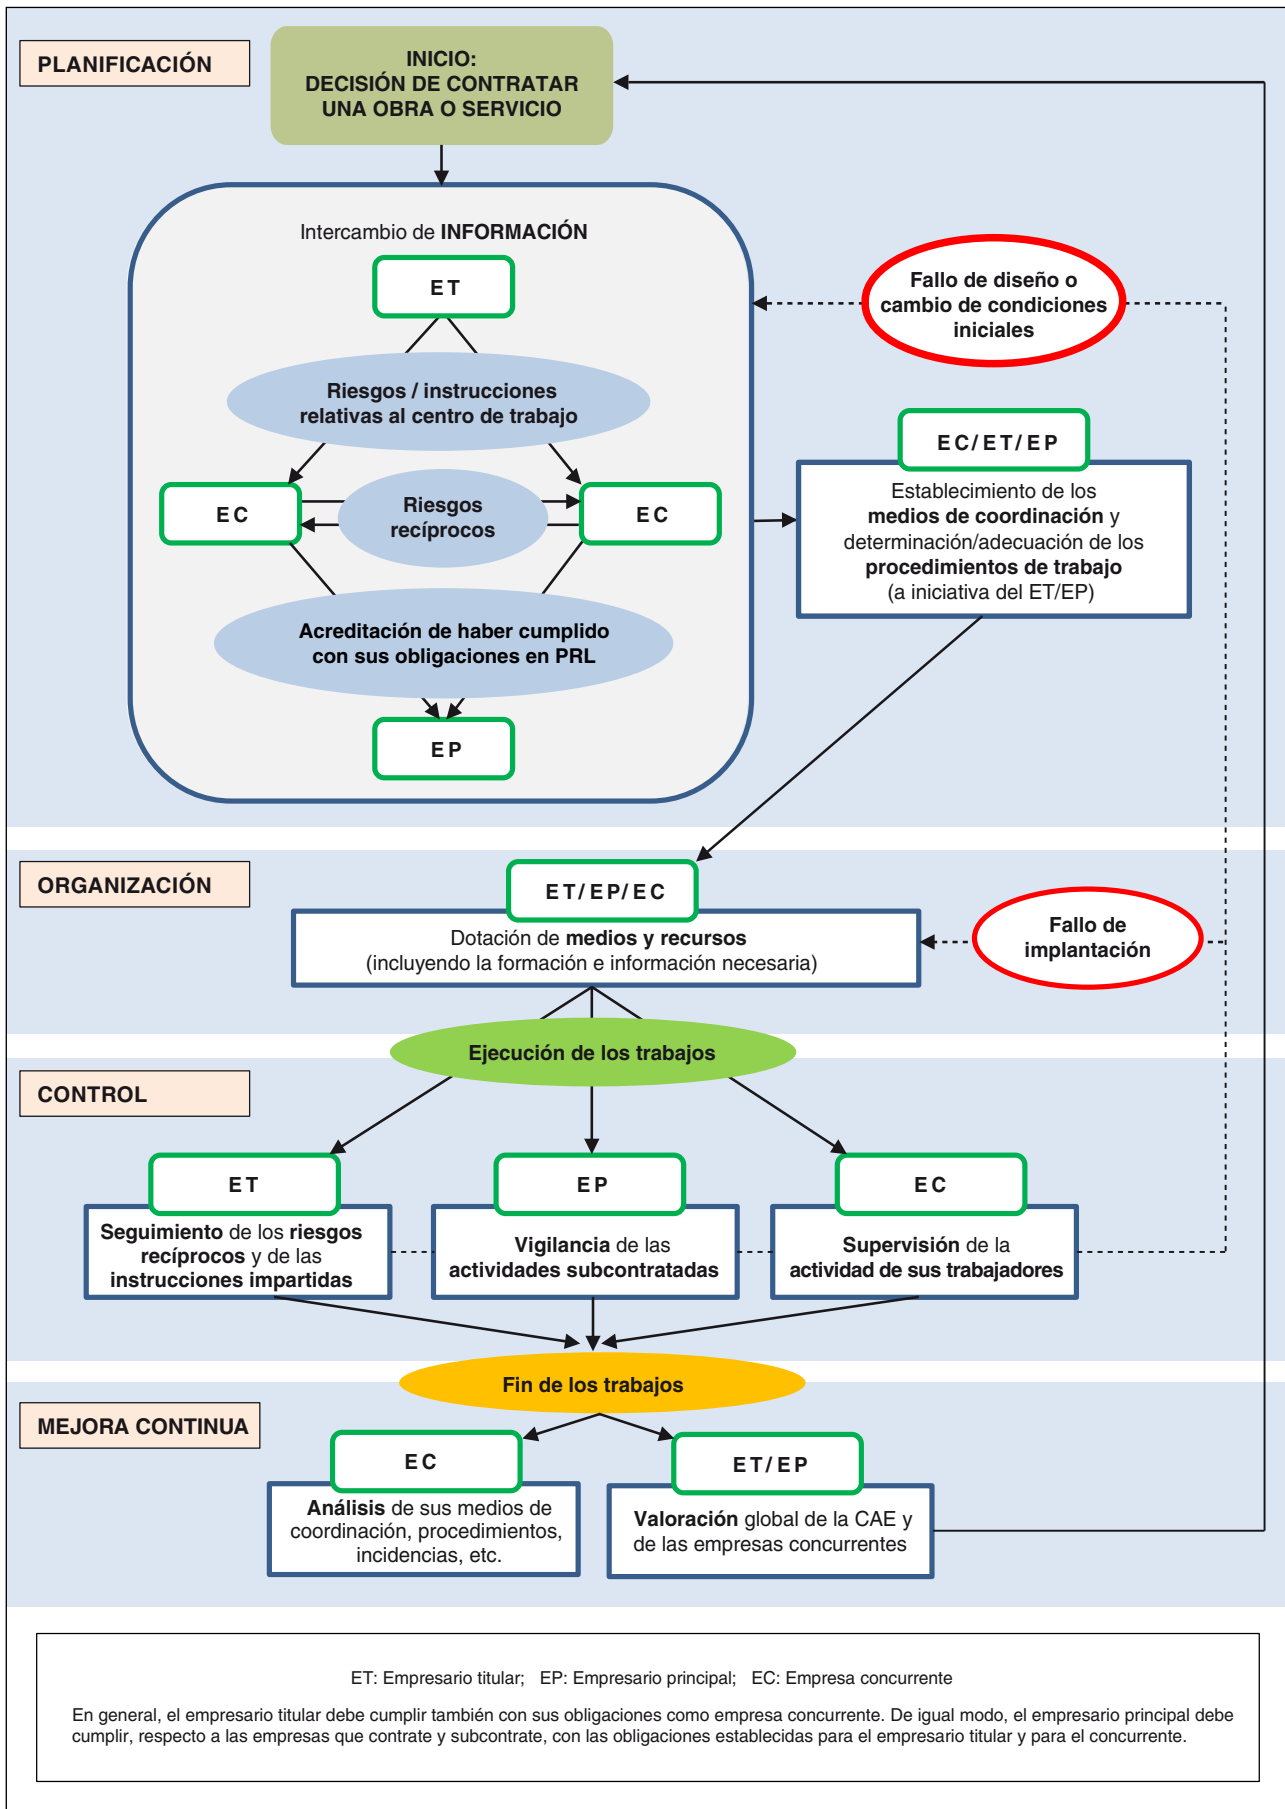 PLANIFICACIÓN
INICIO:
DECISIÓN DE CONTRATAR
UNA OBRA O SERVICIO
Intercambio de INFORMACIÓN
ET
Riesgos / instrucciones
relativas al centro de trabajo
EC
Riesgos
recíprocos
EC
Acreditación de haber cumplido
con sus obligaciones en PRL
EP
Fallo de diseño o
cambio de condiciones
iniciales
EC/ET/EP
Establecimiento de los
medios de coordinación y
determinación/adecuación de los
procedimientos de trabajo
(a iniciativa del ET/EP)
ORGANIZACIÓN
ET/EP/EC
Dotación de medios y recursos
(incluyendo la formación e información necesaria)
Fallo de
implantación
Ejecución de los trabajos
CONTROL
ET
Seguimiento de los riesgos
recíprocos y de las
instrucciones impartidas
EP
Vigilancia de las
actividades subcontratadas
EC
Supervisión de la
actividad de sus trabajadores
Fin de los trabajos
MEJORA CONTINUA
EC
Análisis de sus medios de
coordinación, procedimientos,
incidencias, etc.
ET/EP
Valoración global de la CAE y
de las empresas concurrentes
ET: Empresario titular; EP: Empresario principal; EC: Empresa concurrente
En general, el empresario titular debe cumplir también con sus obligaciones como empresa concurrente. De igual modo, el empresario principal debe
cumplir, respecto a las empresas que contrate y subcontrate, con las obligaciones establecidas para el empresario titular y para el concurrente.